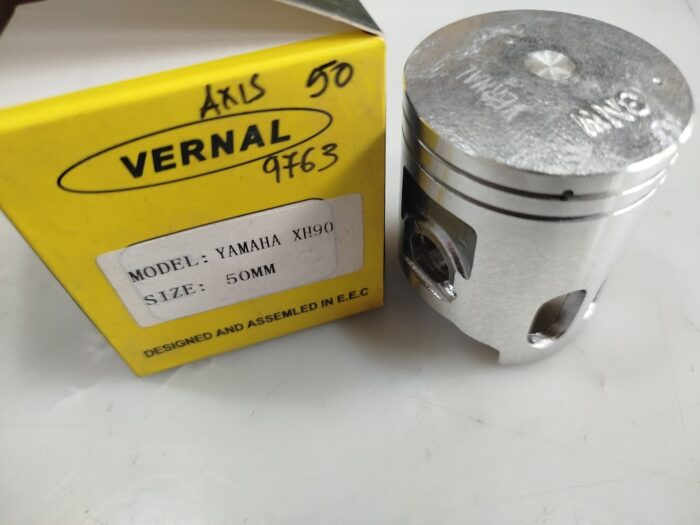 AXIS 50
VERNAL
9763
MODEL: YAMAHA XH90
SIZE: 50MM
DESIGNED AND ASSEMLED IN E.E.C
VERNAL